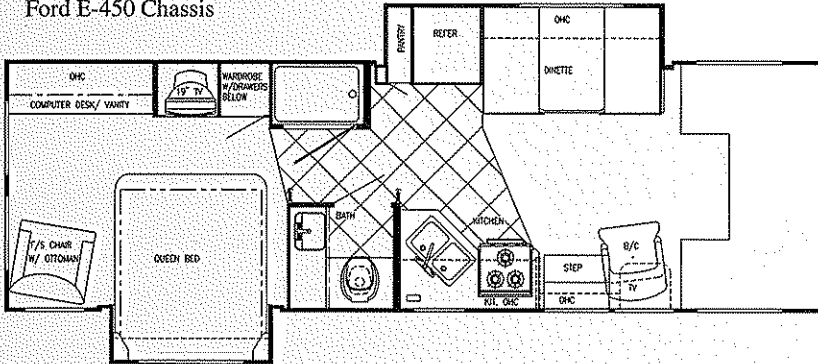 Ford E-450 Chassis
PANTRY
REFER
OHC
DINETTE
OHC
COMPUTER DESK/ VANITY
19" TV
WARDROBE
W/DRAWERS
BELOW
T/S CHAIR
W/ OTTOMAN
QUEEN BED
BATH
KITCHEN
KIT. OHC
STEP
OHC
B/C
TV